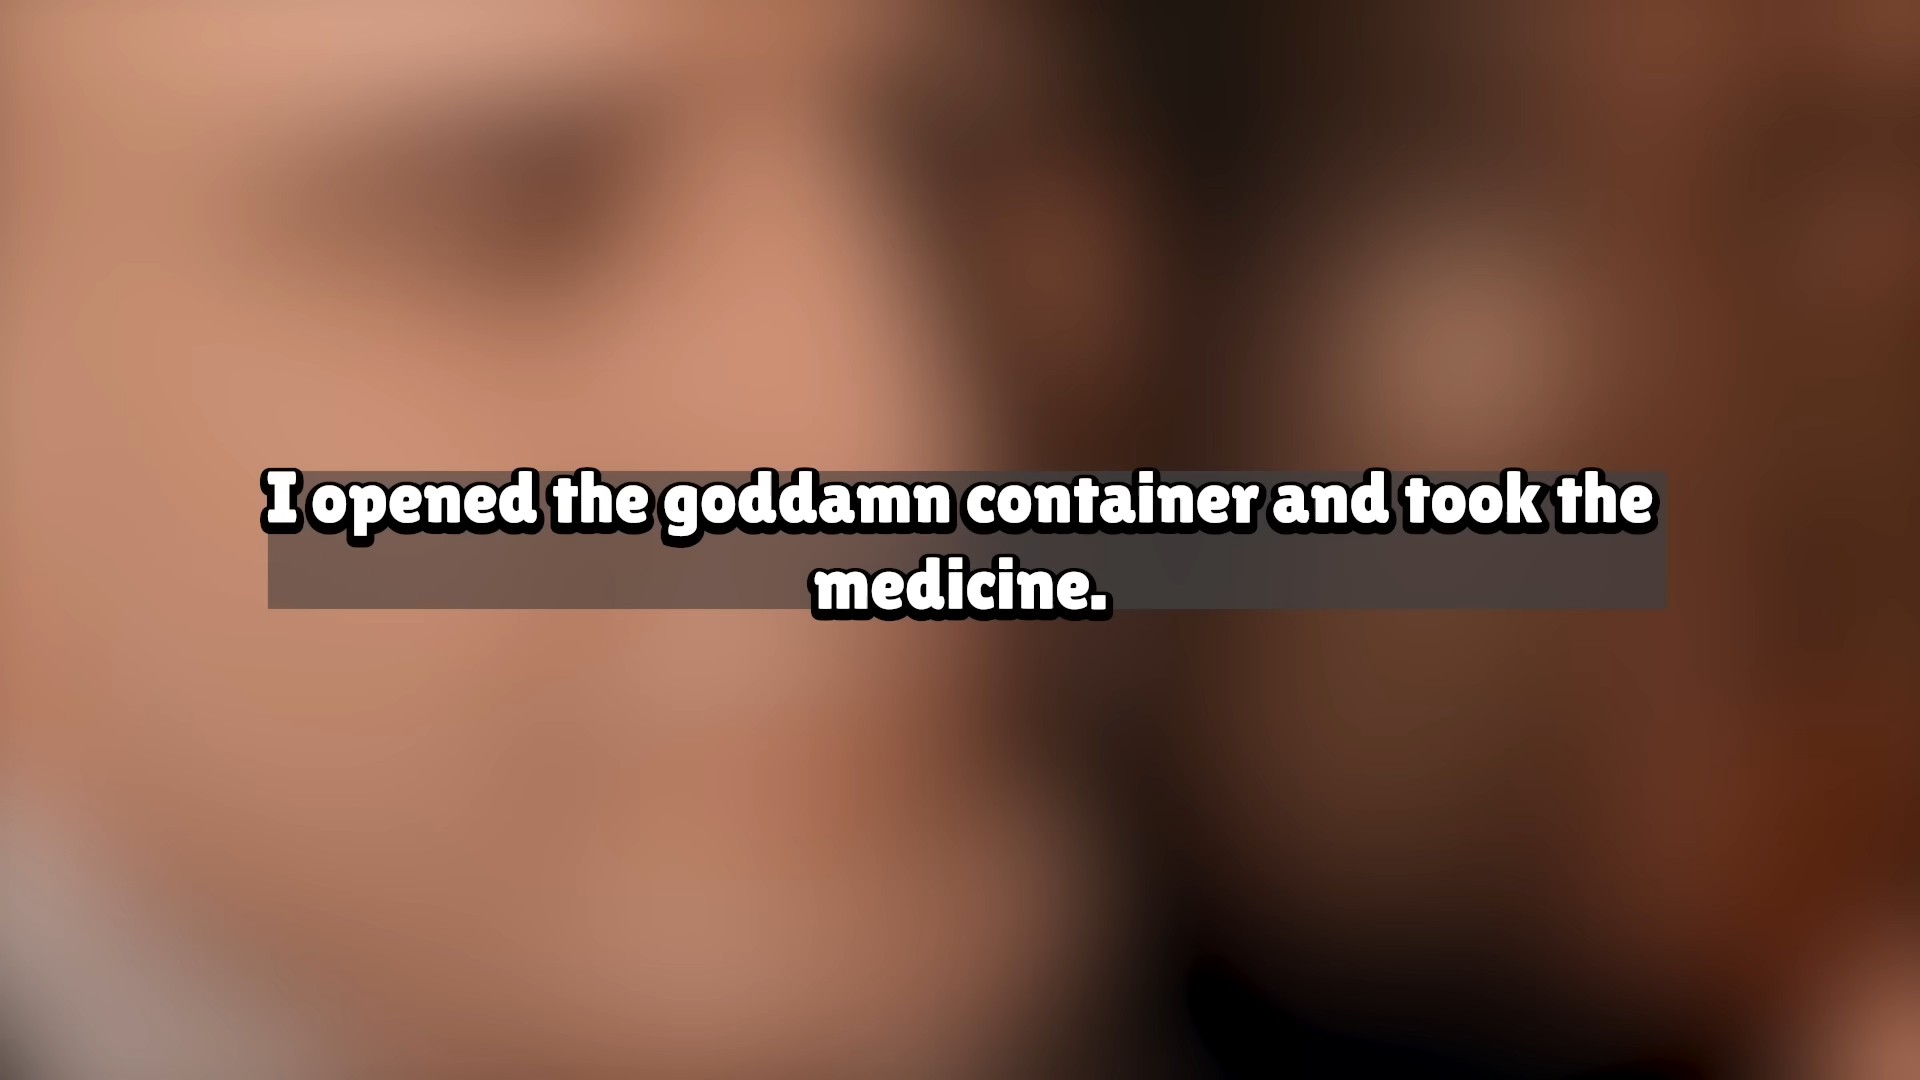 I opened the goddamn container and took the
medicine.